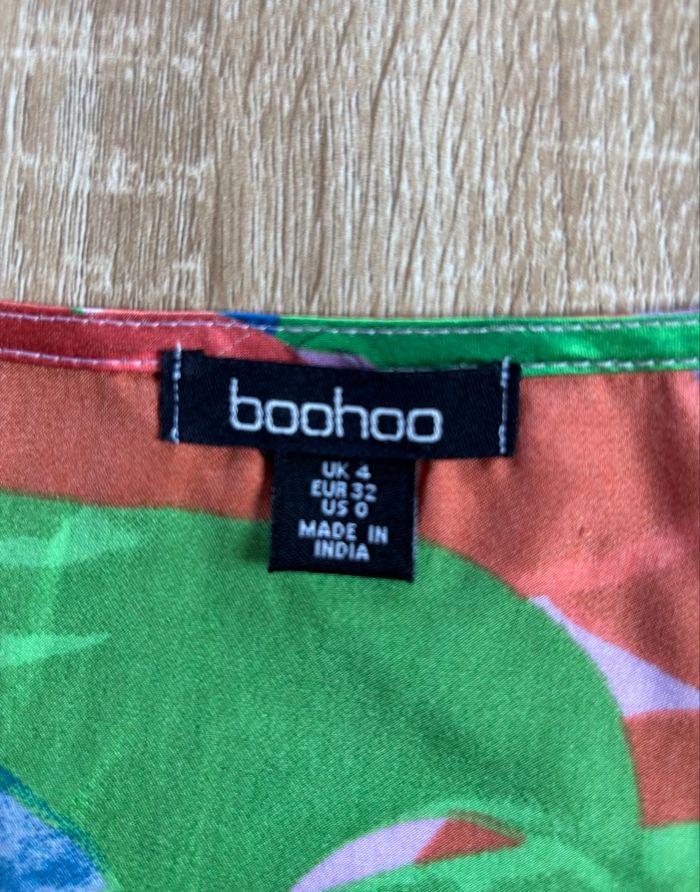 boohoo
UK 4
EUR 32
US 0
MADE IN
INDIA